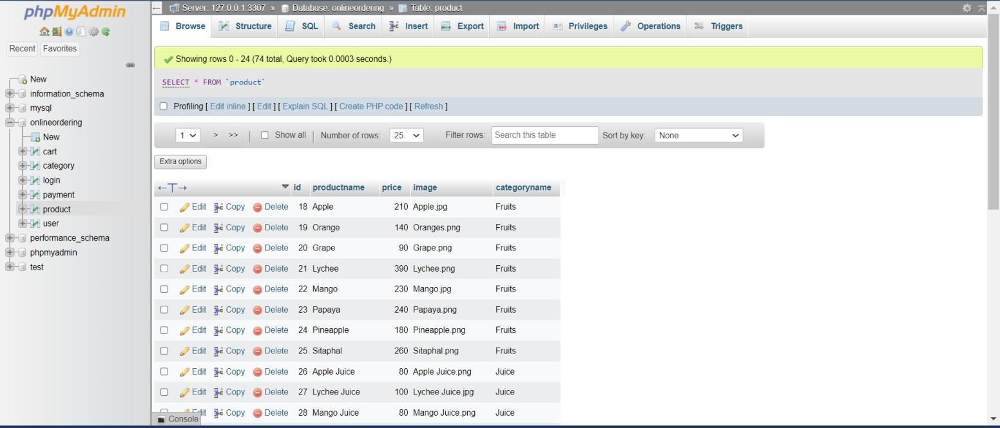 phpMyAdmin
Recent Favorites
New
information_schema
mysql
onlineordering
New
cart
category
login
payment
product
user
performance_schema
phpmyadmin
test
Server: 127.0.0.1:3307 » Database: onlineordering » Table: product
Browse Structure SQL Search Insert Export Import Privileges Operations Triggers
Showing rows 0 - 24 (74 total, Query took 0.0003 seconds.)
SELECT * FROM `product`
Profiling [ Edit inline ] [ Edit ] [ Explain SQL ] [ Create PHP code ] [ Refresh ]
1 > >> | Show all | Number of rows: 25 Filter rows: Search this table Sort by key: None
Extra options
←T→ id productname price image categoryname
Edit Copy Delete 18 Apple 210 Apple.jpg Fruits
Edit Copy Delete 19 Orange 140 Oranges.png Fruits
Edit Copy Delete 20 Grape 90 Grape.png Fruits
Edit Copy Delete 21 Lychee 390 Lychee.png Fruits
Edit Copy Delete 22 Mango 230 Mango.jpg Fruits
Edit Copy Delete 23 Papaya 240 Papaya.png Fruits
Edit Copy Delete 24 Pineapple 180 Pineapple.png Fruits
Edit Copy Delete 25 Sitaphal 260 Sitaphal.png Fruits
Edit Copy Delete 26 Apple Juice 80 Apple Juice.png Juice
Edit Copy Delete 27 Lychee Juice 100 Lychee Juice.jpg Juice
Edit Copy Delete 28 Mango Juice 80 Mango Juice.png Juice
Console